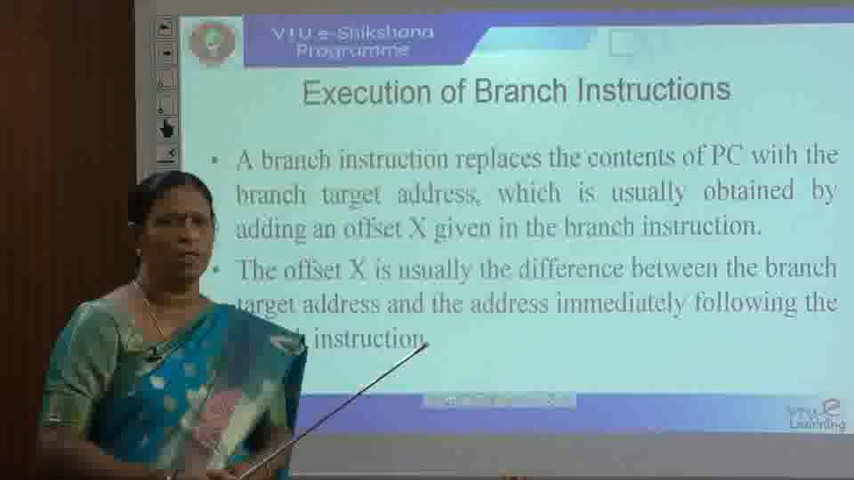 VTU e-Shikshana
Programme
Execution of Branch Instructions
• A branch instruction replaces the contents of PC with the
branch target address, which is usually obtained by
adding an offset X given in the branch instruction.
• The offset X is usually the difference between the branch
target address and the address immediately following the
instruction.
VTU e
Learning